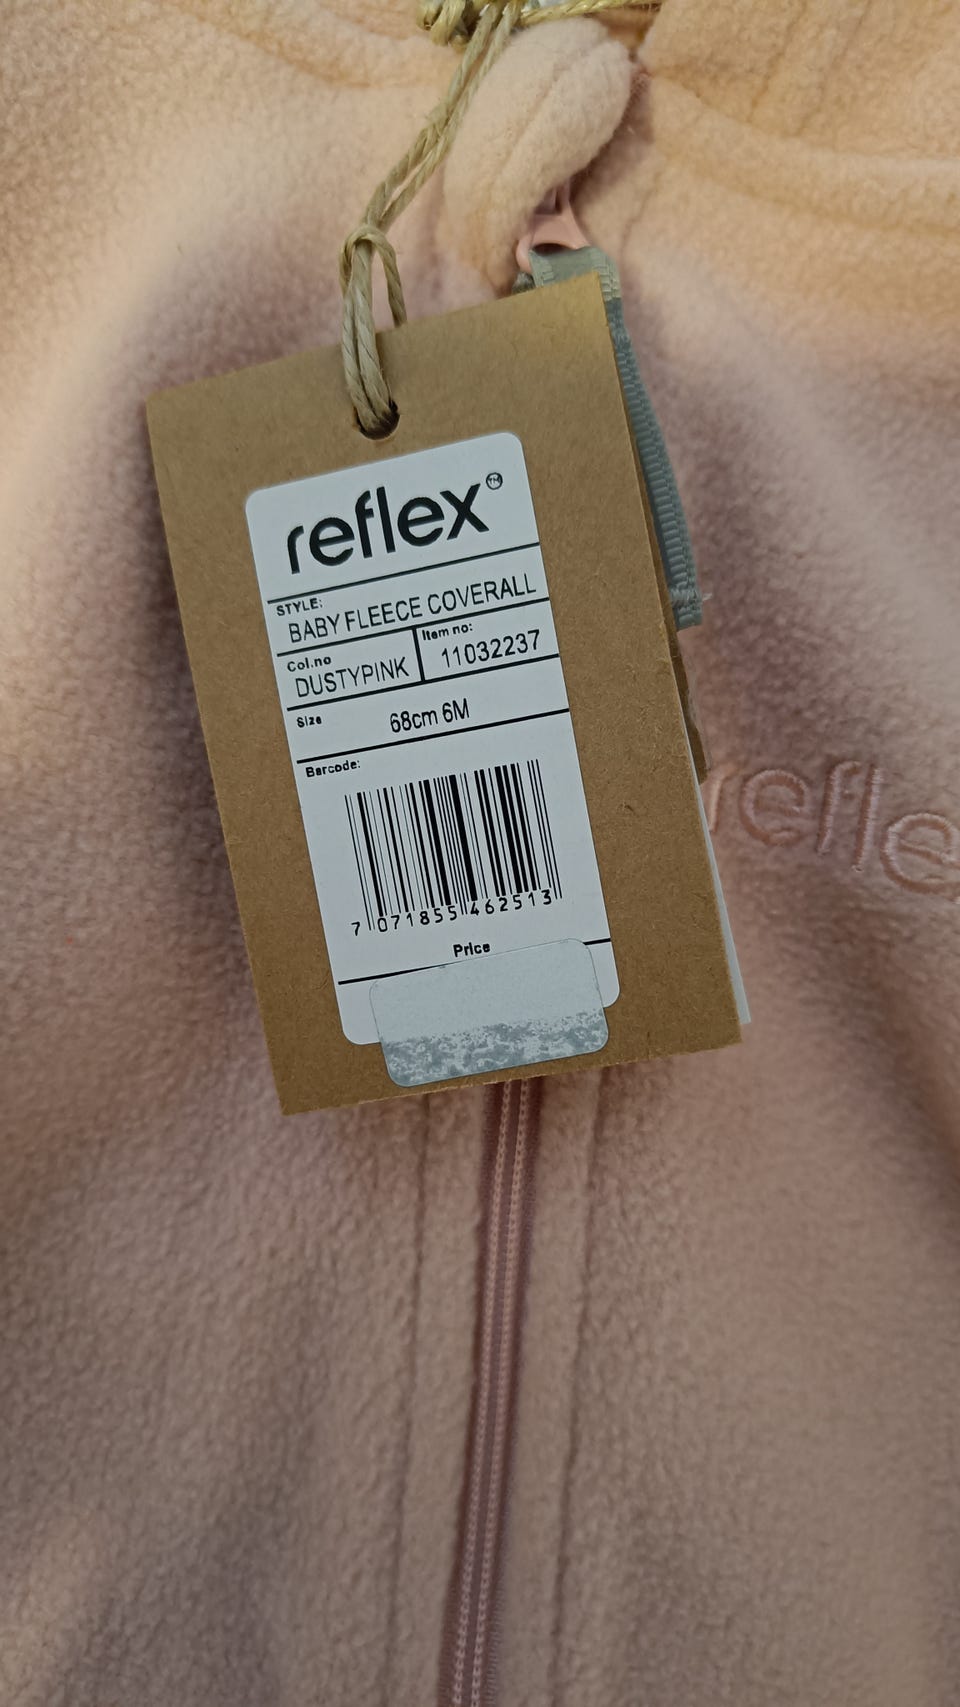 reflex™
STYLE:
BABY FLEECE COVERALL
Col.no
DUSTYPINK
Item no:
11032237
Size
68cm 6M
Barcode:
7 071855 462513
Price
reflex